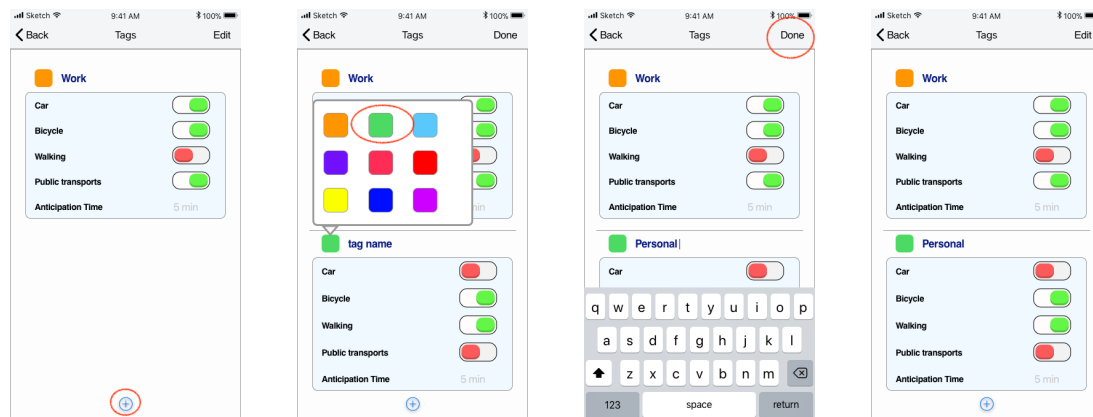 Sketch 9:41 AM 100%
Back Tags Edit
Work
Car
Bicycle
Walking
Public transports
Anticipation Time 5 min
Sketch 9:41 AM 100%
Back Tags Done
Work
min
tag name
Car
Bicycle
Walking
Public transports
Anticipation Time 5 min
Sketch 9:41 AM 100%
Back Tags Done
Work
Car
Bicycle
Walking
Public transports
Anticipation Time 5 min
Personal
Car
q w e r t y u i o p
a s d f g h j k l
z x c v b n m
123 space return
Sketch 9:41 AM 100%
Back Tags Edit
Work
Car
Bicycle
Walking
Public transports
Anticipation Time 5 min
Personal
Car
Bicycle
Walking
Public transports
Anticipation Time 5 min